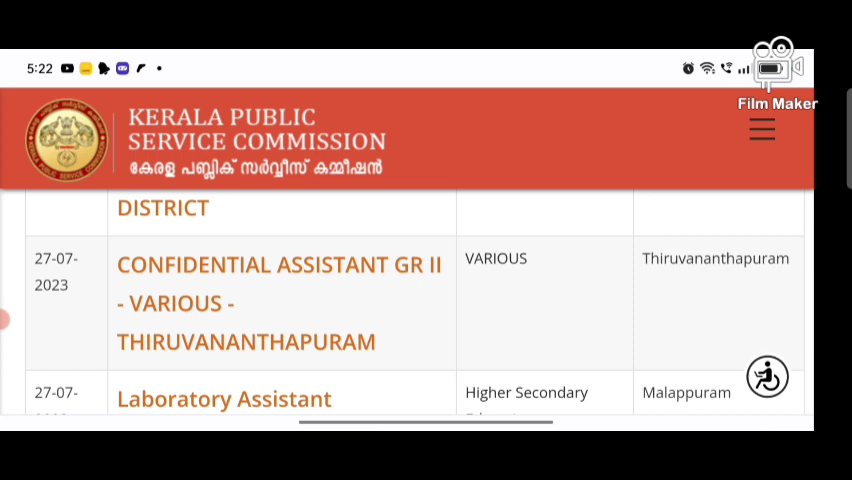 5:22
Film Maker
KERALA PUBLIC
SERVICE COMMISSION
കേരള പബ്ലിക് സർവ്വീസ് കമ്മീഷൻ
DISTRICT
27-07-
2023
CONFIDENTIAL ASSISTANT GR II
- VARIOUS -
THIRUVANANTHAPURAM
VARIOUS
Thiruvananthapuram
27-07-
Laboratory Assistant
Higher Secondary
Malappuram